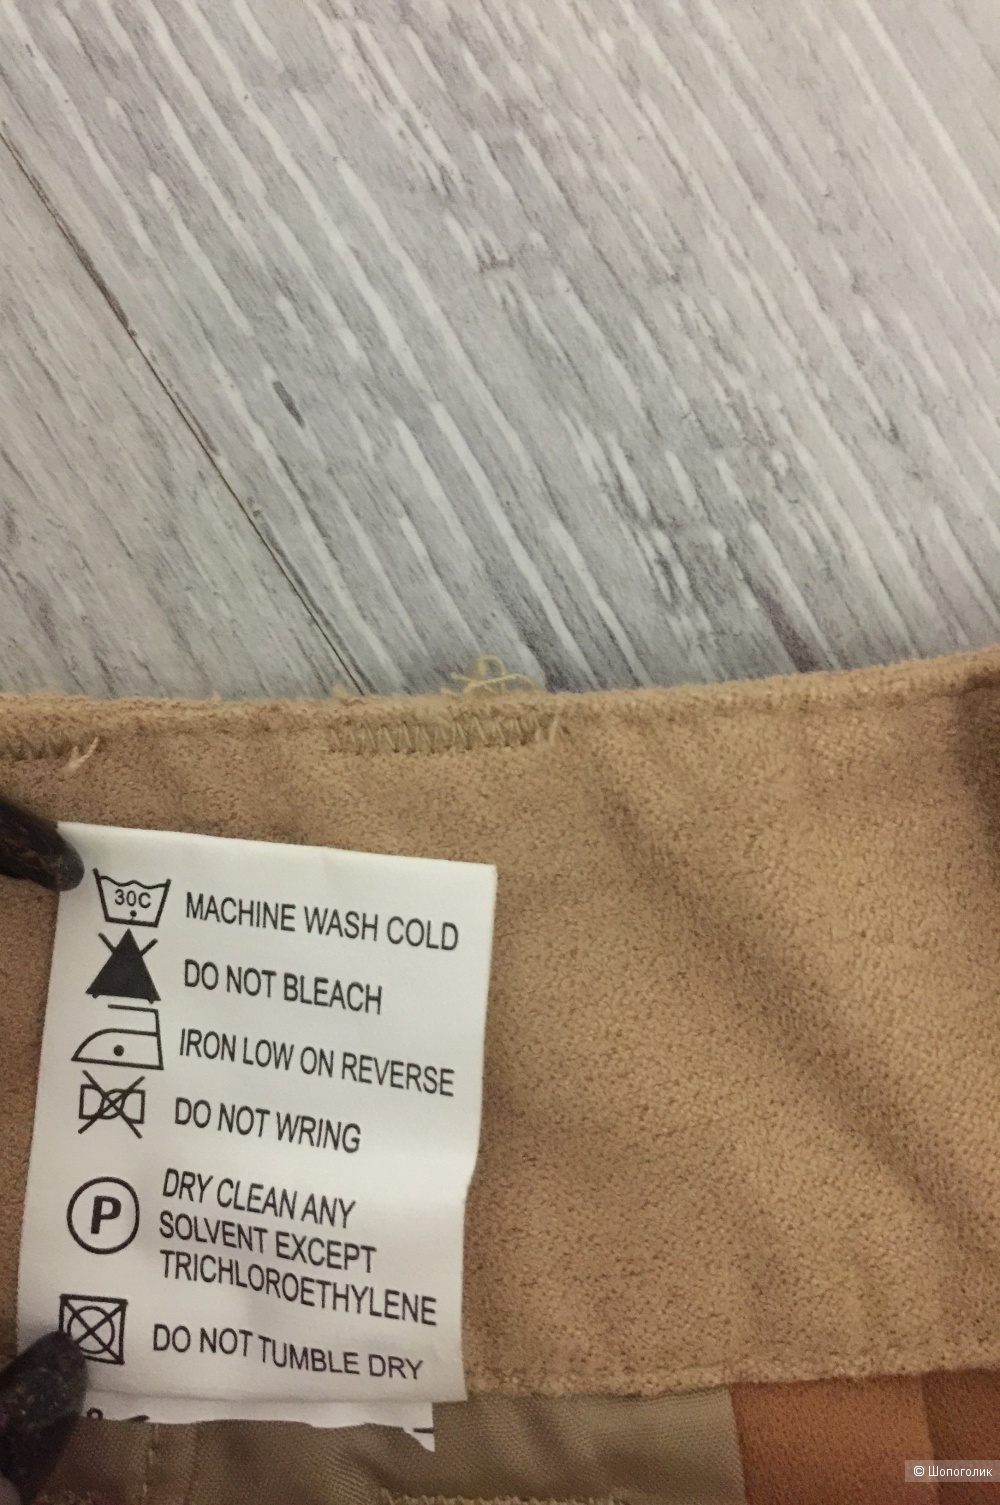 30C MACHINE WASH COLD
DO NOT BLEACH
IRON LOW ON REVERSE
DO NOT WRING
P
DRY CLEAN ANY
SOLVENT EXCEPT
TRICHLOROETHYLENE
DO NOT TUMBLE DRY
© Шопоголик